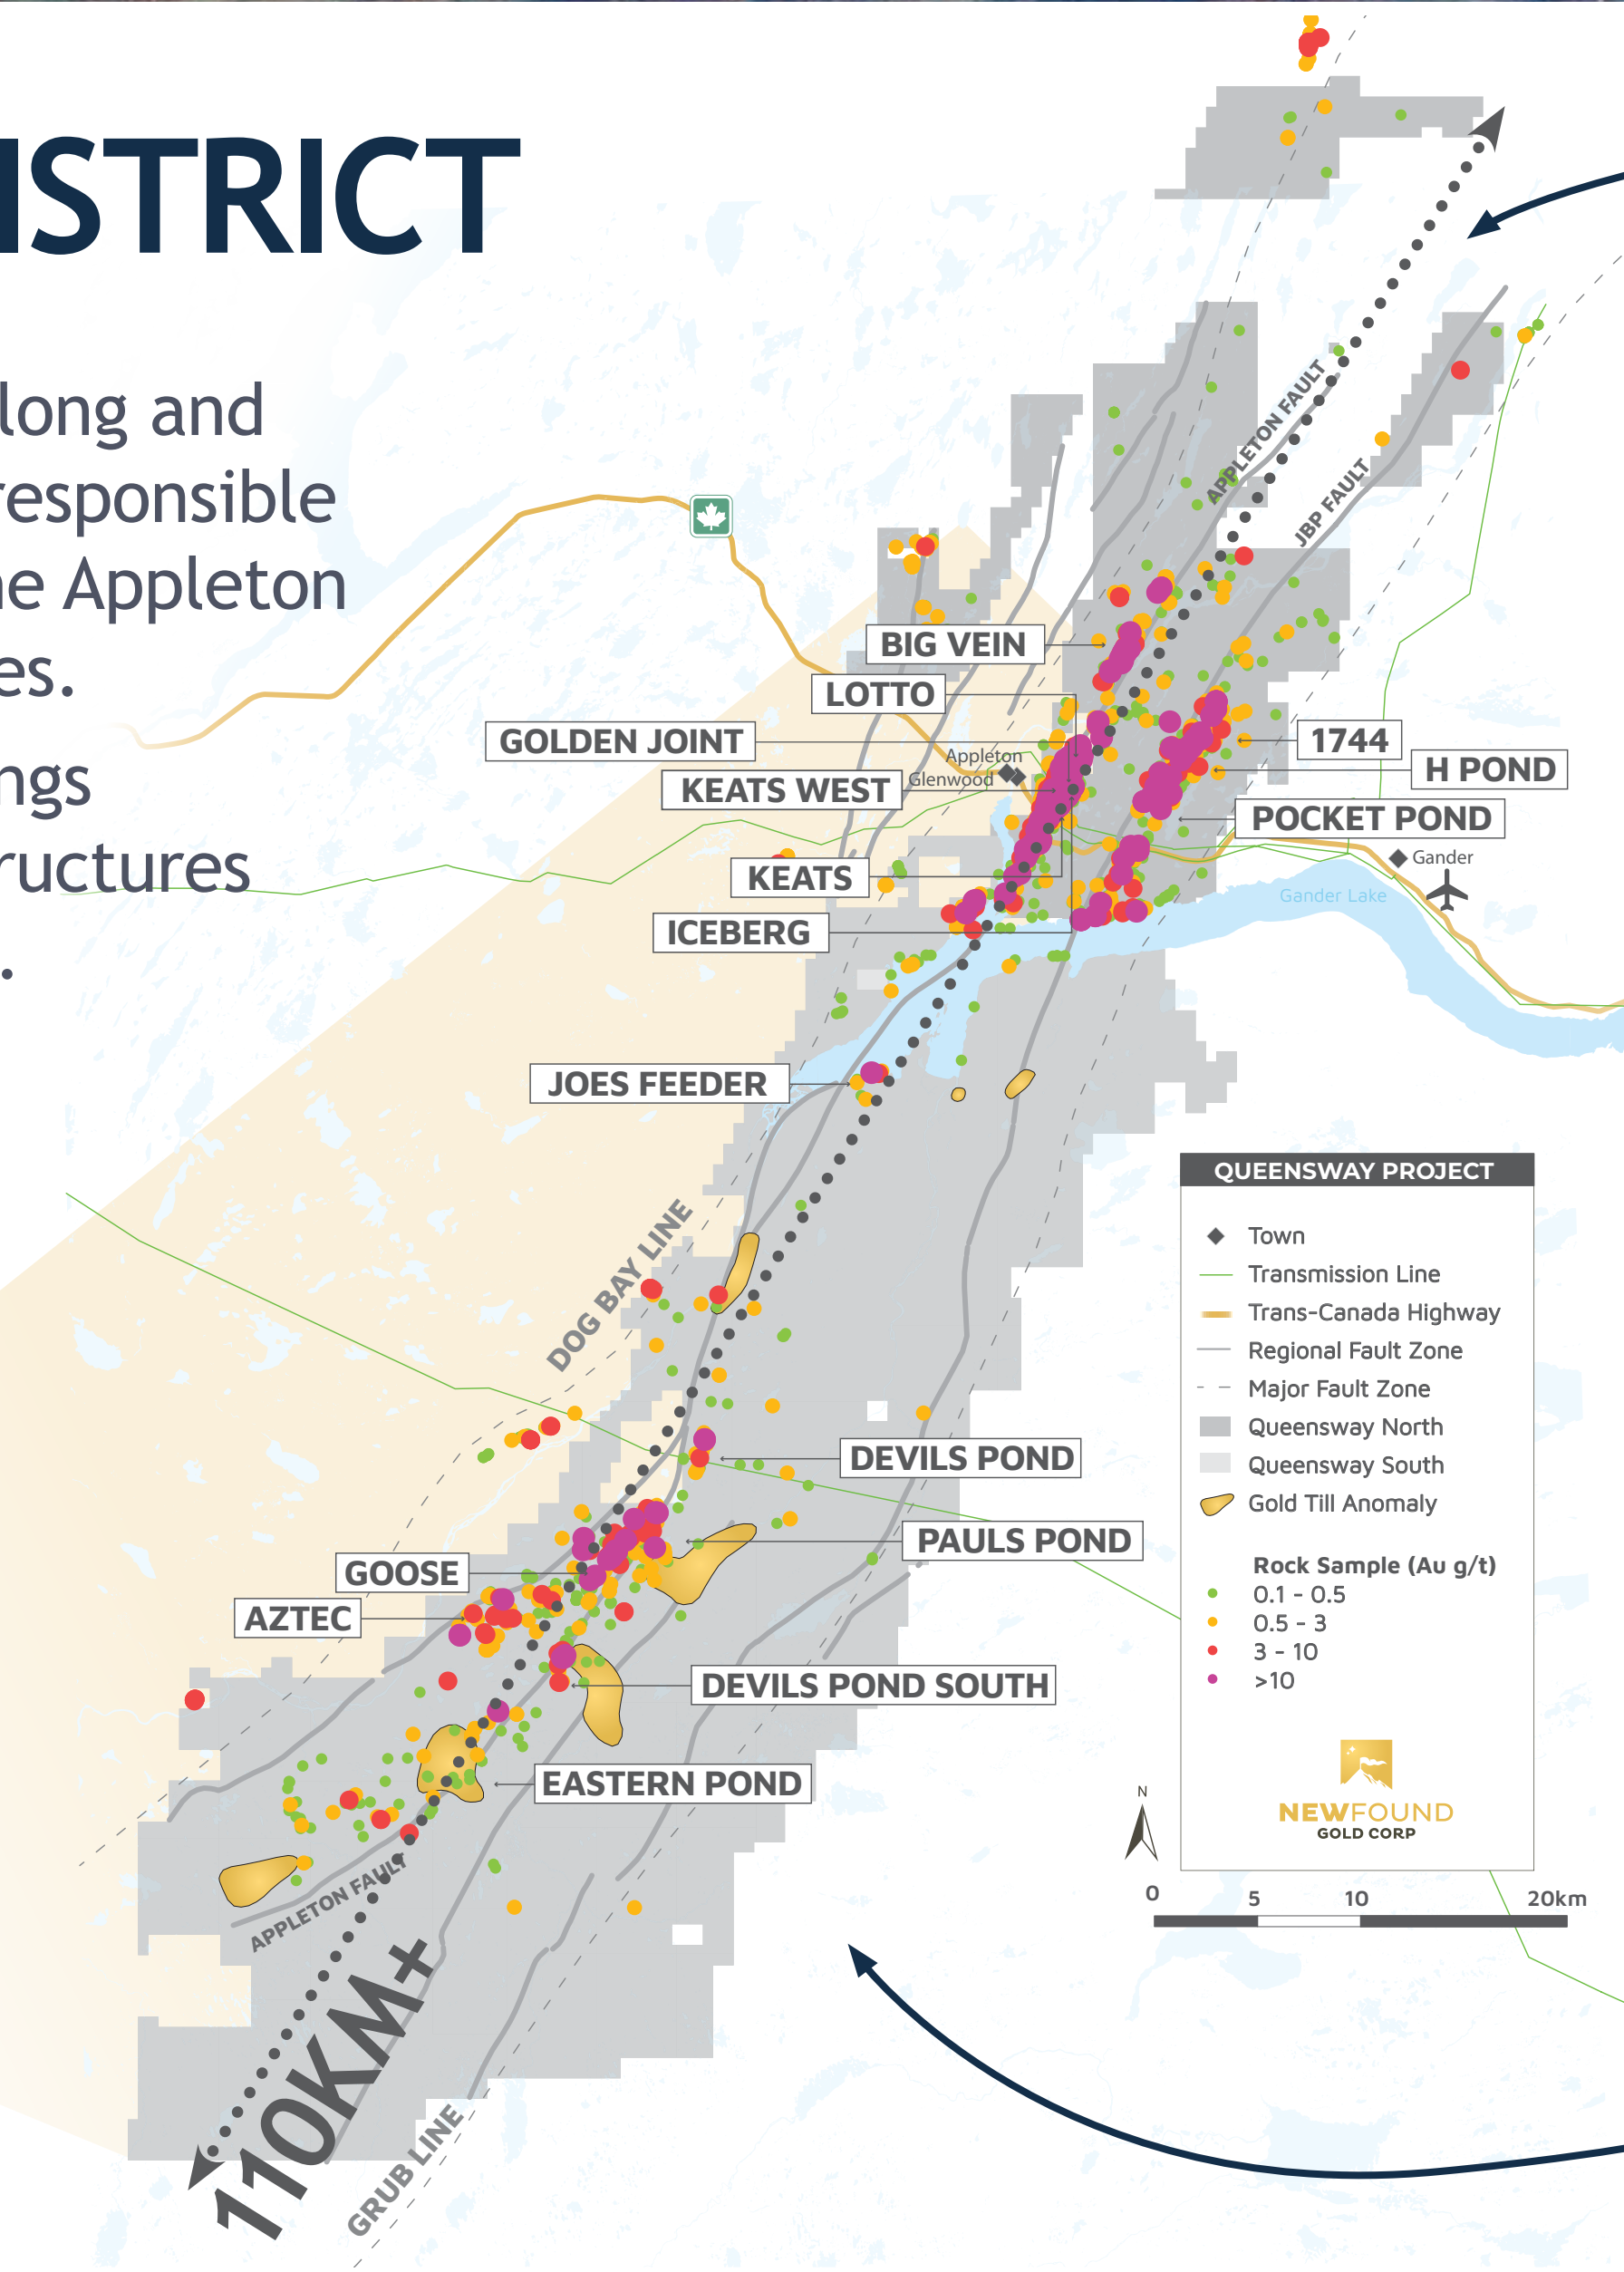 ISTRICT
long and
responsible
ne Appleton
es.
ngs
ructures
.
APPLETON FAULT
JBP FAULT
BIG VEIN
LOTTO
GOLDEN JOINT
Appleton
Glenwood
KEATS WEST
1744
H POND
POCKET POND
Gander
KEATS
Gander Lake
ICEBERG
JOES FEEDER
DOG BAY LINE
DEVILS POND
PAULS POND
GOOSE
AZTEC
DEVILS POND SOUTH
EASTERN POND
APPLETON FAULT
110KM+
GRUB LINE
QUEENSWAY PROJECT
Town
Transmission Line
Trans-Canada Highway
Regional Fault Zone
Major Fault Zone
Queensway North
Queensway South
Gold Till Anomaly
Rock Sample (Au g/t)
0.1 - 0.5
0.5 - 3
3 - 10
>10
NEWFOUND
GOLD CORP
N
0 5 10 20km